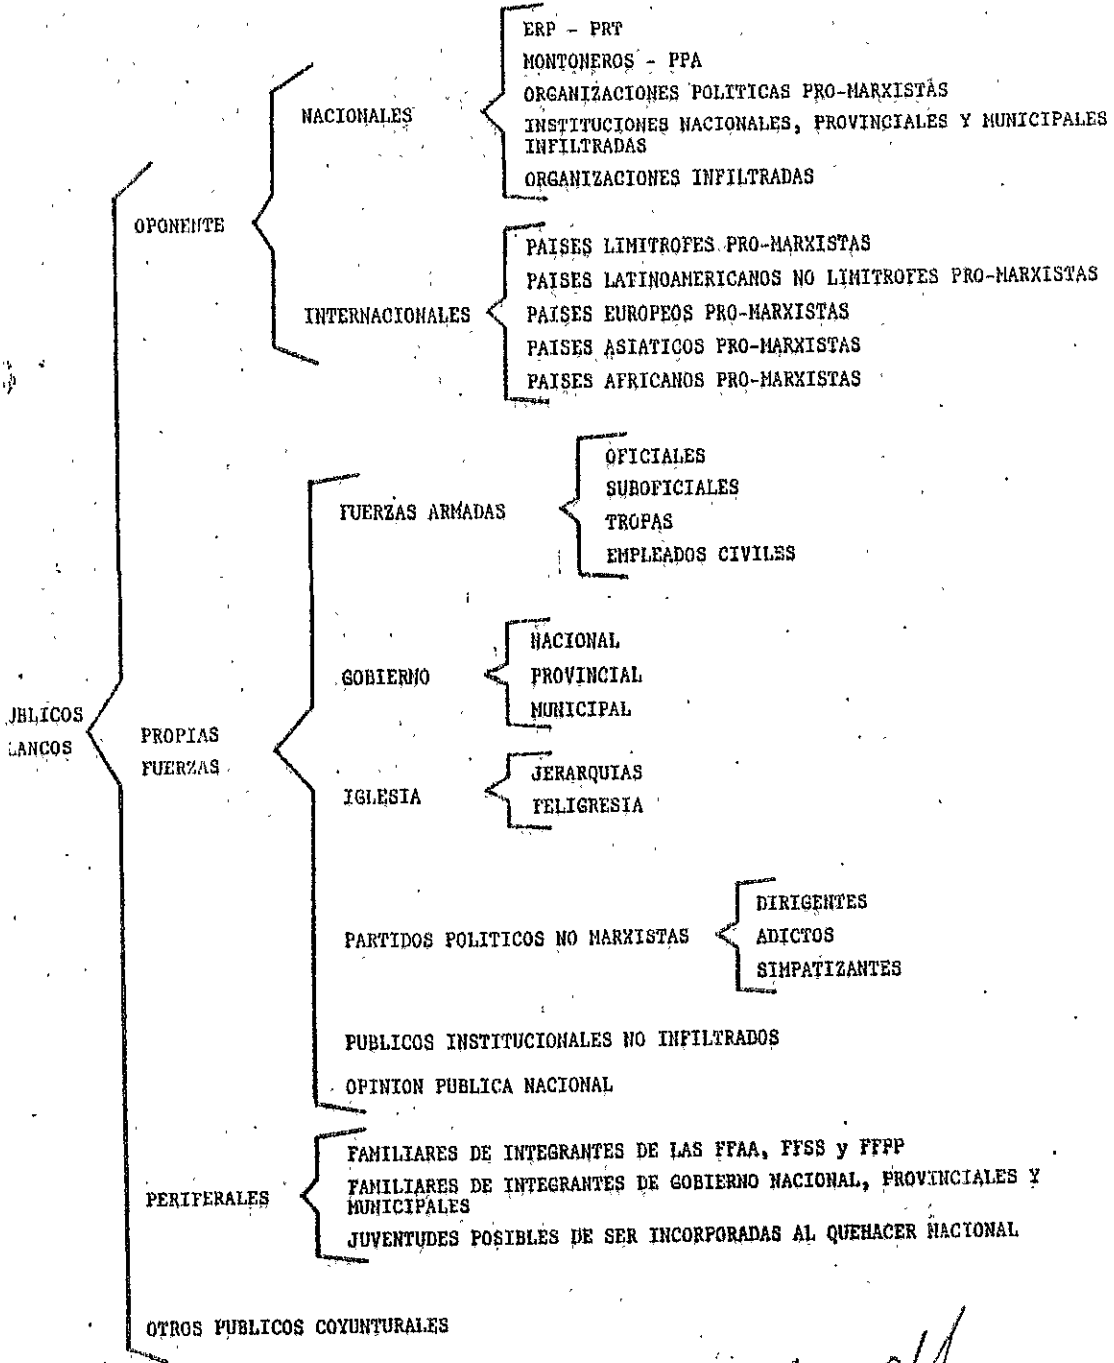 ERP - PRT
MONTONEROS - PPA
ORGANIZACIONES POLITICAS PRO-MARXISTAS
NACIONALES
INSTITUCIONES NACIONALES, PROVINCIALES Y MUNICIPALES
INFILTRADAS
ORGANIZACIONES INFILTRADAS
OPONENTE
PAISES LIMITROFES PRO-MARXISTAS
PAISES LATINOAMERICANOS NO LIMITROFES PRO-MARXISTAS
INTERNACIONALES
PAISES EUROPEOS PRO-MARXISTAS
PAISES ASIATICOS PRO-MARXISTAS
PAISES AFRICANOS PRO-MARXISTAS
OFICIALES
SUBOFICIALES
FUERZAS ARMADAS
TROPAS
EMPLEADOS CIVILES
NACIONAL
GOBIERNO
PROVINCIAL
MUNICIPAL
UBLICOS
LANCOS
PROPIAS
FUERZAS
JERARQUIAS
IGLESIA
FELIGRESIA
DIRIGENTES
PARTIDOS POLITICOS NO MARXISTAS
ADICTOS
SIMPATIZANTES
PUBLICOS INSTITUCIONALES NO INFILTRADOS
OPINION PUBLICA NACIONAL
FAMILIARES DE INTEGRANTES DE LAS FFAA, FFSS y FFPP
PERIFERALES
FAMILIARES DE INTEGRANTES DE GOBIERNO NACIONAL, PROVINCIALES Y
MUNICIPALES
JUVENTUDES POSIBLES DE SER INCORPORADAS AL QUEHACER NACIONAL
OTROS PUBLICOS COYUNTURALES